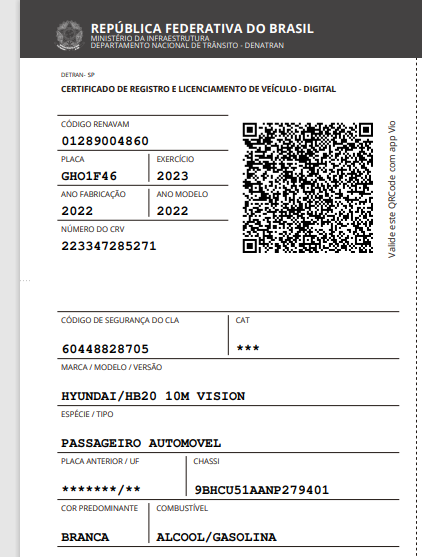 REPÚBLICA FEDERATIVA DO BRASIL
MINISTÉRIO DA INFRAESTRUTURA
DEPARTAMENTO NACIONAL DE TRÂNSITO - DENATRAN
DETRAN- SP
CERTIFICADO DE REGISTRO E LICENCIAMENTO DE VEÍCULO - DIGITAL
CÓDIGO RENAVAM
01289004860
PLACA EXERCÍCIO
GHO1F46 2023
ANO FABRICAÇÃO ANO MODELO
2022 2022
NÚMERO DO CRV
223347285271
Valide este QRCode com app Vio
CÓDIGO DE SEGURANÇA DO CLA CAT
60448828705 ***
MARCA / MODELO / VERSÃO
HYUNDAI/HB20 10M VISION
ESPÉCIE / TIPO
PASSAGEIRO AUTOMOVEL
PLACA ANTERIOR / UF CHASSI
*******/** 9BHCU51AANP279401
COR PREDOMINANTE COMBUSTÍVEL
BRANCA ALCOOL/GASOLINA